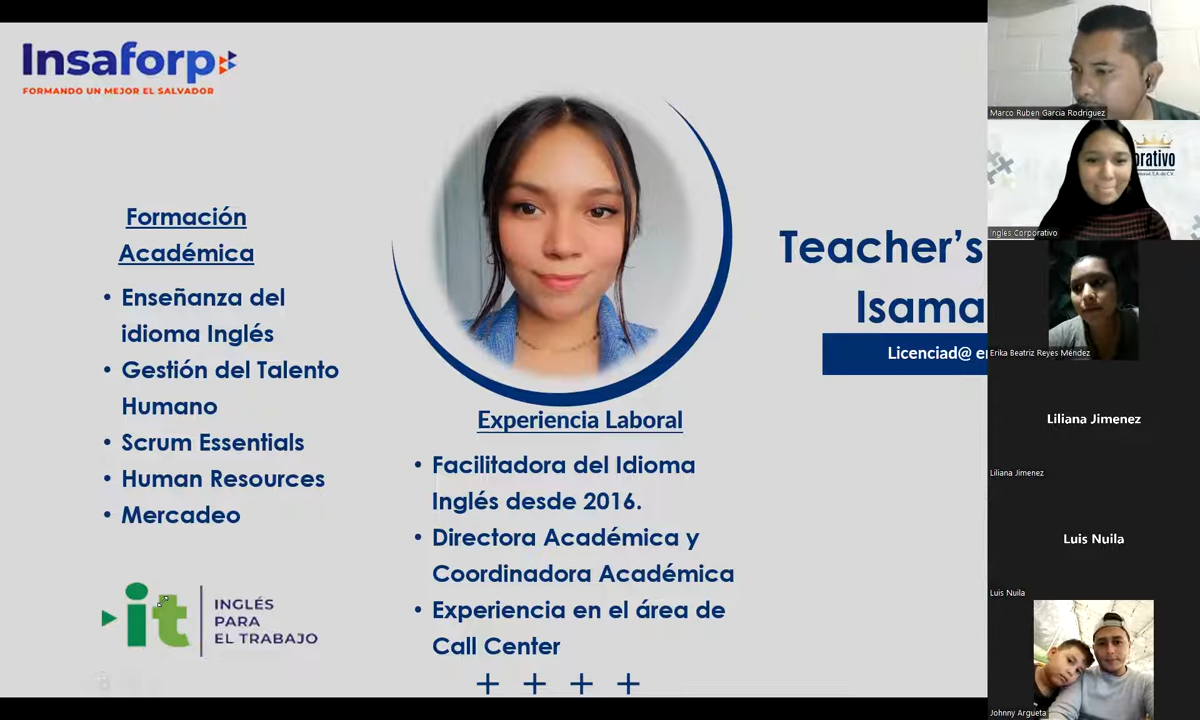 Insaforp
FORMANDO UN MEJOR EL SALVADOR
Formación
Académica
• Enseñanza del
idioma Inglés
• Gestión del Talento
Humano
• Scrum Essentials
• Human Resources
• Mercadeo
it
INGLÉS
PARA
EL TRABAJO
Experiencia Laboral
• Facilitadora del Idioma
Inglés desde 2016.
• Directora Académica y
Coordinadora Académica
• Experiencia en el área de
Call Center
Teacher's
Isama
Licenciad@ e
Marco Ruben Garcia Rodriguez
orativo
Ingles Corporativo
Erika Beatriz Reyes Méndez
Liliana Jimenez
Liliana Jimenez
Luis Nuila
Luis Nuila
Johnny Argueta